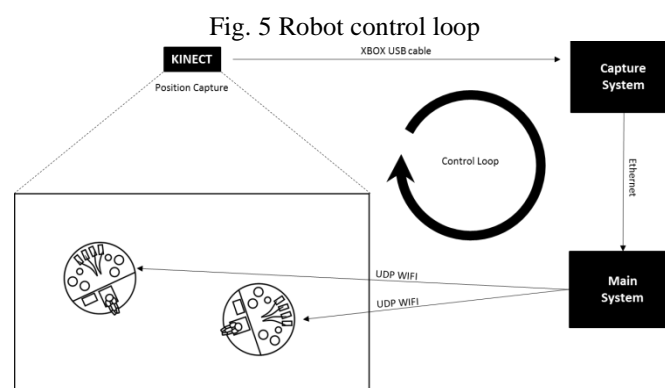 Fig. 5 Robot control loop
XBOX USB cable
KINECT
Position Capture
Capture
System
Control Loop
Ethernet
UDP WIFI
UDP WIFI
Main
System